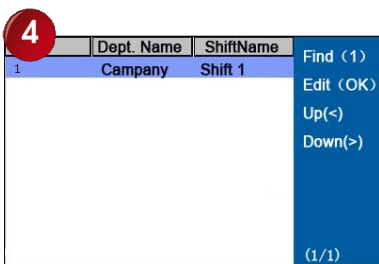 4
Dept. Name ShiftName
1 Campany Shift 1
Find（1）
Edit（OK）
Up(<)
Down(>)
(1/1)